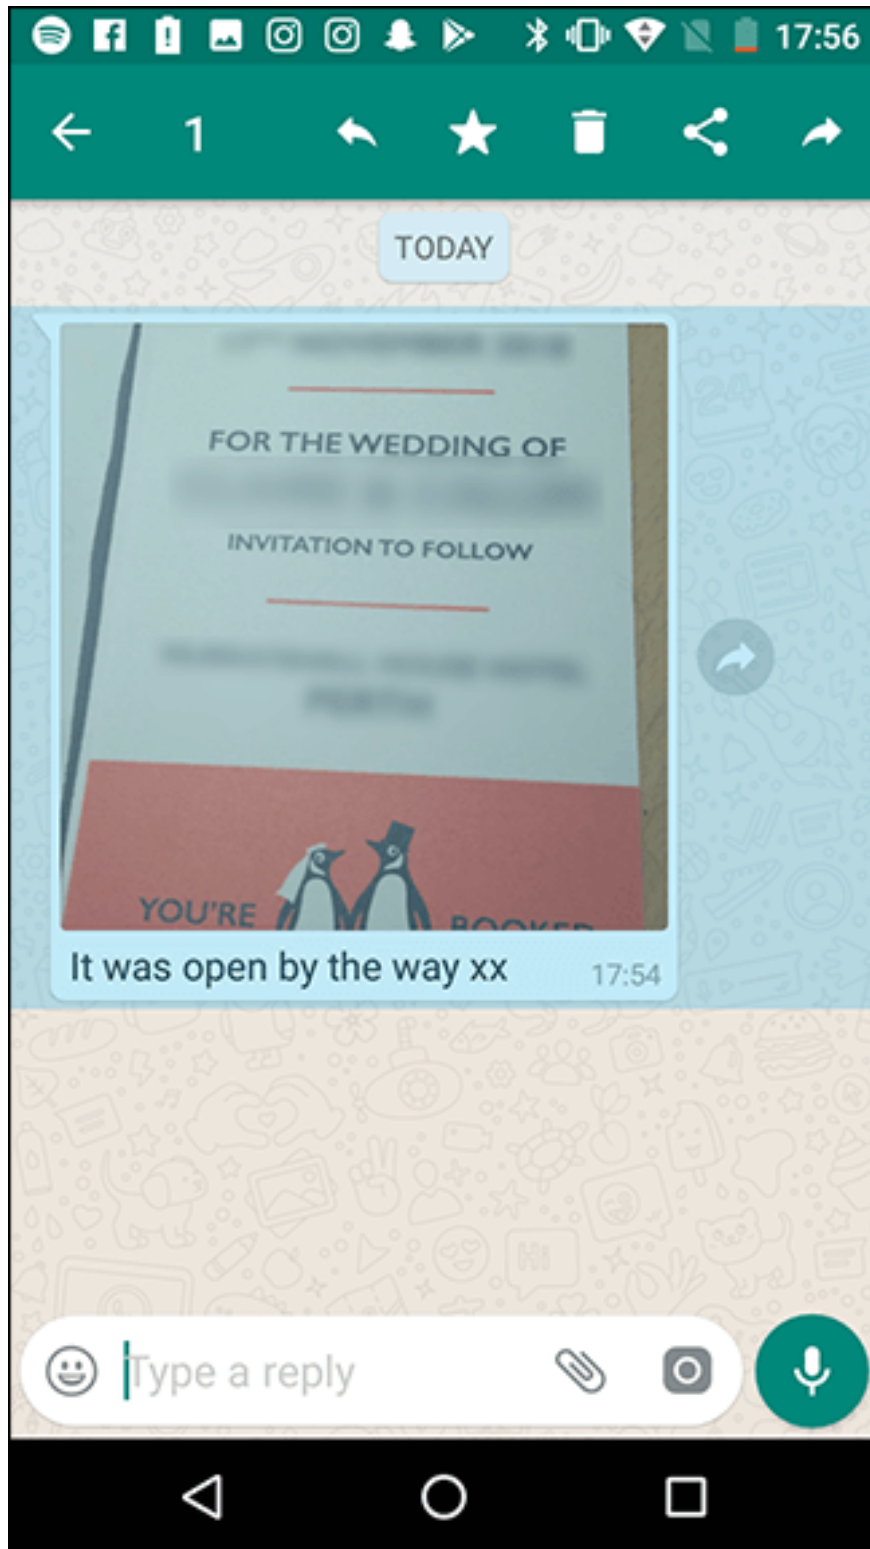 17:56
1
TODAY
FOR THE WEDDING OF
INVITATION TO FOLLOW
YOU'RE BOOKED
It was open by the way xx
17:54
Type a reply